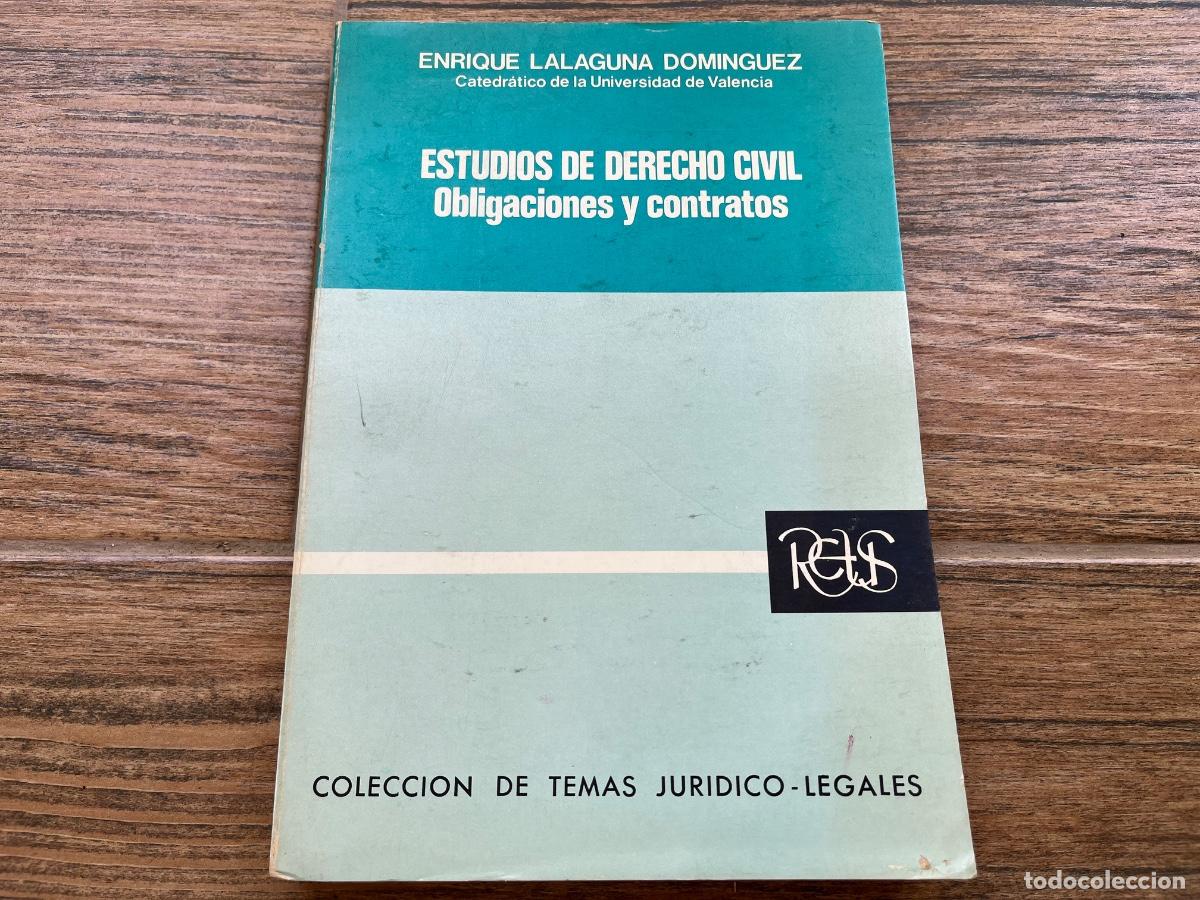 ENRIQUE LALAGUNA DOMINGUEZ
Catedrático de la Universidad de Valencia
ESTUDIOS DE DERECHO CIVIL
Obligaciones y contratos
REUS
COLECCION DE TEMAS JURIDICO-LEGALES
todocoleccion